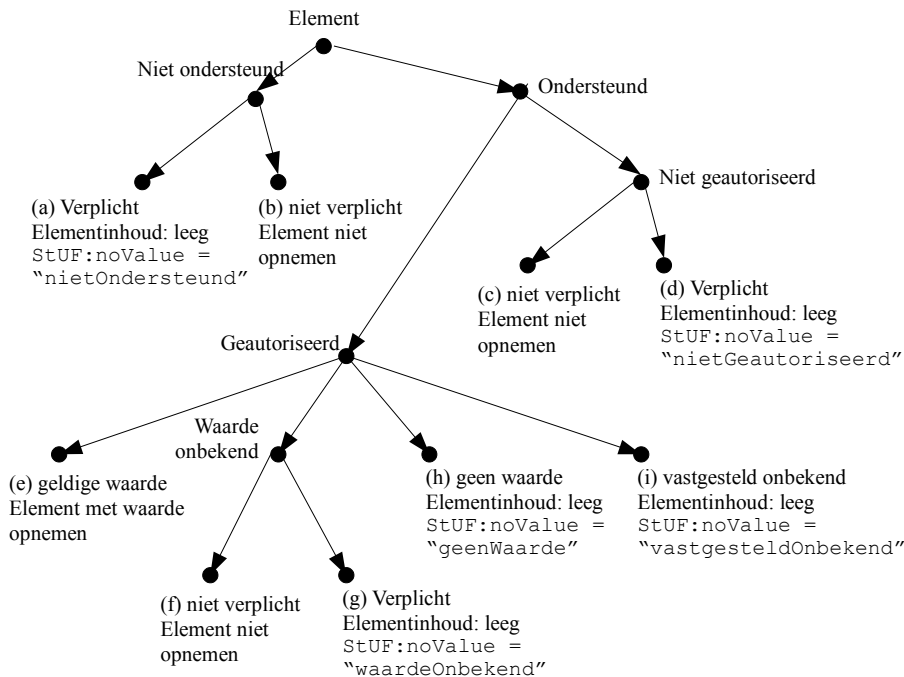 Element
Niet ondersteund
Ondersteund
Niet geautoriseerd
(a) Verplicht
Elementinhoud: leeg
StUF:noValue =
“nietOndersteund”
(b) niet verplicht
Element niet
opnemen
(c) niet verplicht
Element niet
opnemen
(d) Verplicht
Elementinhoud: leeg
StUF:noValue =
“nietGeautoriseerd”
Geautoriseerd
Waarde
onbekend
(e) geldige waarde
Element met waarde
opnemen
(h) geen waarde
Elementinhoud: leeg
StUF:noValue =
“geenWaarde”
(i) vastgesteld onbekend
Elementinhoud: leeg
StUF:noValue =
“vastgesteldOnbekend”
(f) niet verplicht
Element niet
opnemen
(g) Verplicht
Elementinhoud: leeg
StUF:noValue =
“waardeOnbekend”